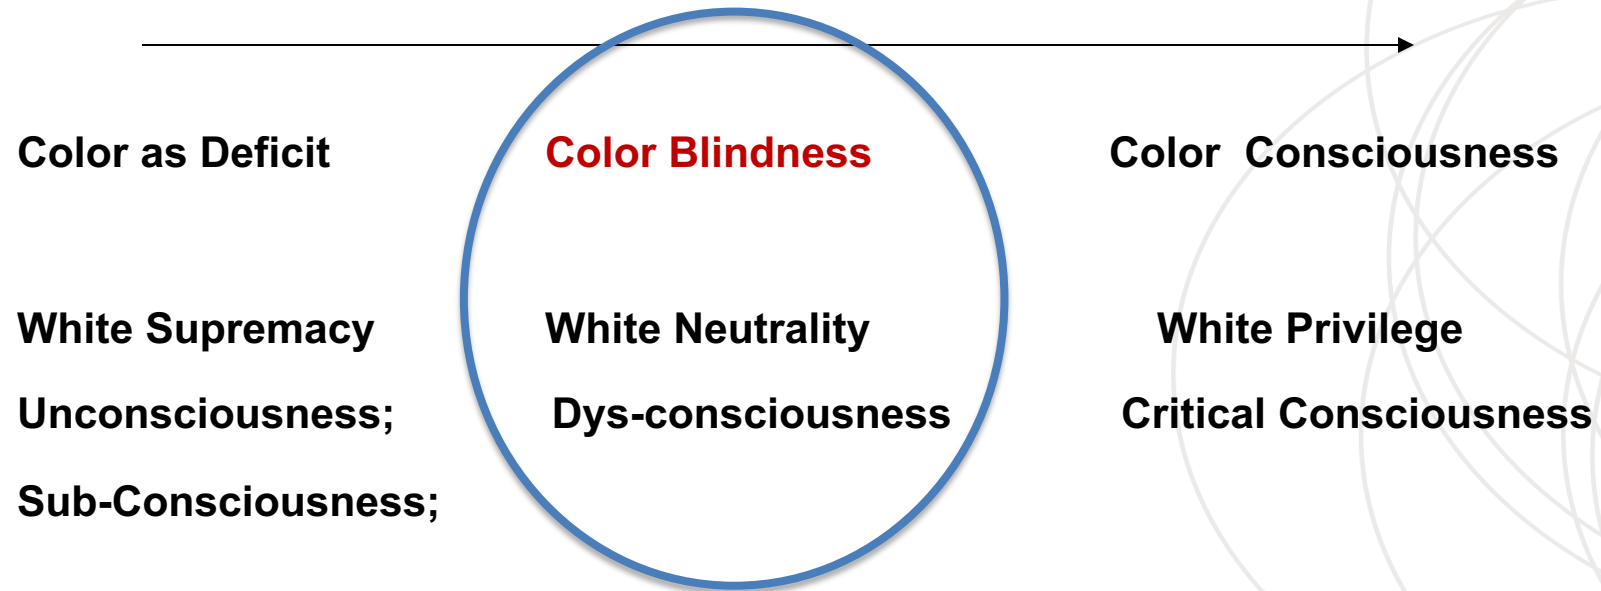 Color as Deficit Color Blindness Color Consciousness
White Supremacy White Neutrality White Privilege
Unconsciousness; Dys-consciousness Critical Consciousness
Sub-Consciousness;